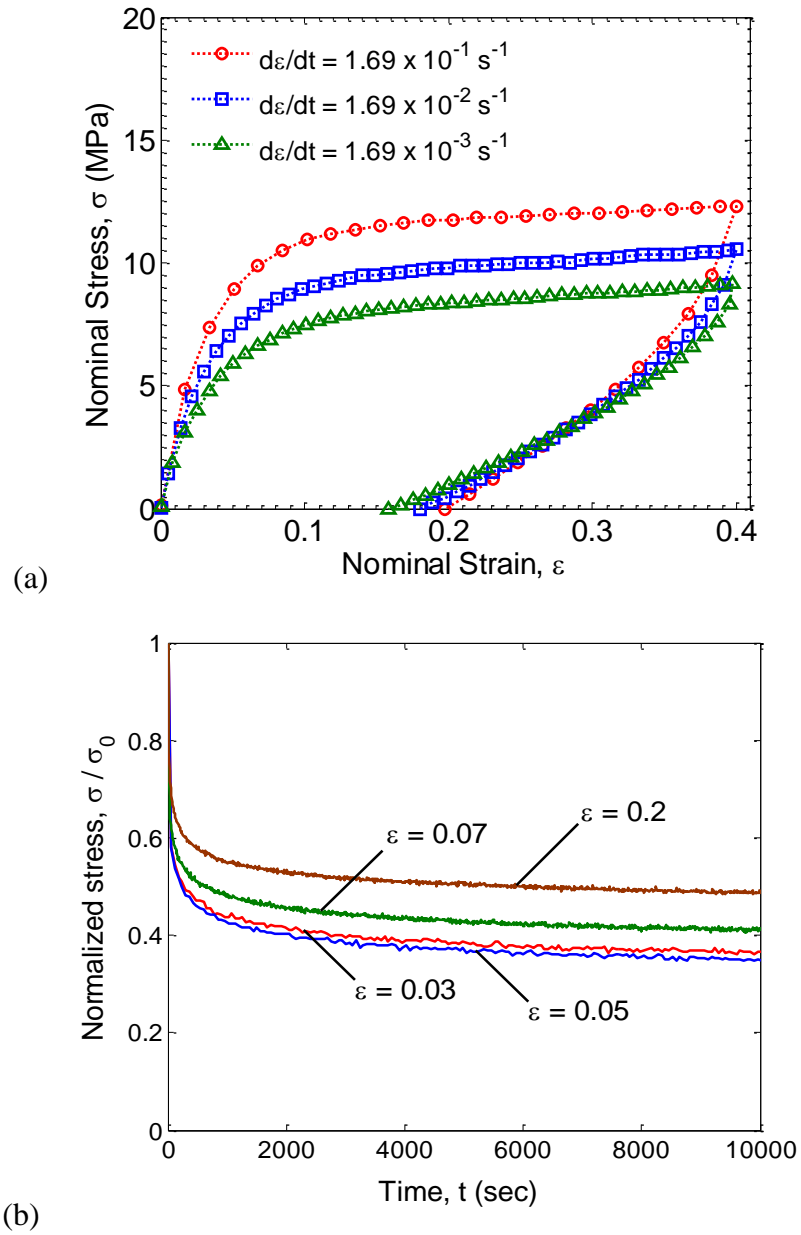 20
15
10
5
0
Nominal Stress, σ (MPa)
dε/dt = 1.69 x 10⁻¹ s⁻¹
dε/dt = 1.69 x 10⁻² s⁻¹
dε/dt = 1.69 x 10⁻³ s⁻¹
0 0.1 0.2 0.3 0.4
Nominal Strain, ε
(a)
1
0.8
0.6
0.4
0.2
0
Normalized stress, σ / σ₀
ε = 0.07
ε = 0.2
ε = 0.03
ε = 0.05
0 2000 4000 6000 8000 10000
Time, t (sec)
(b)